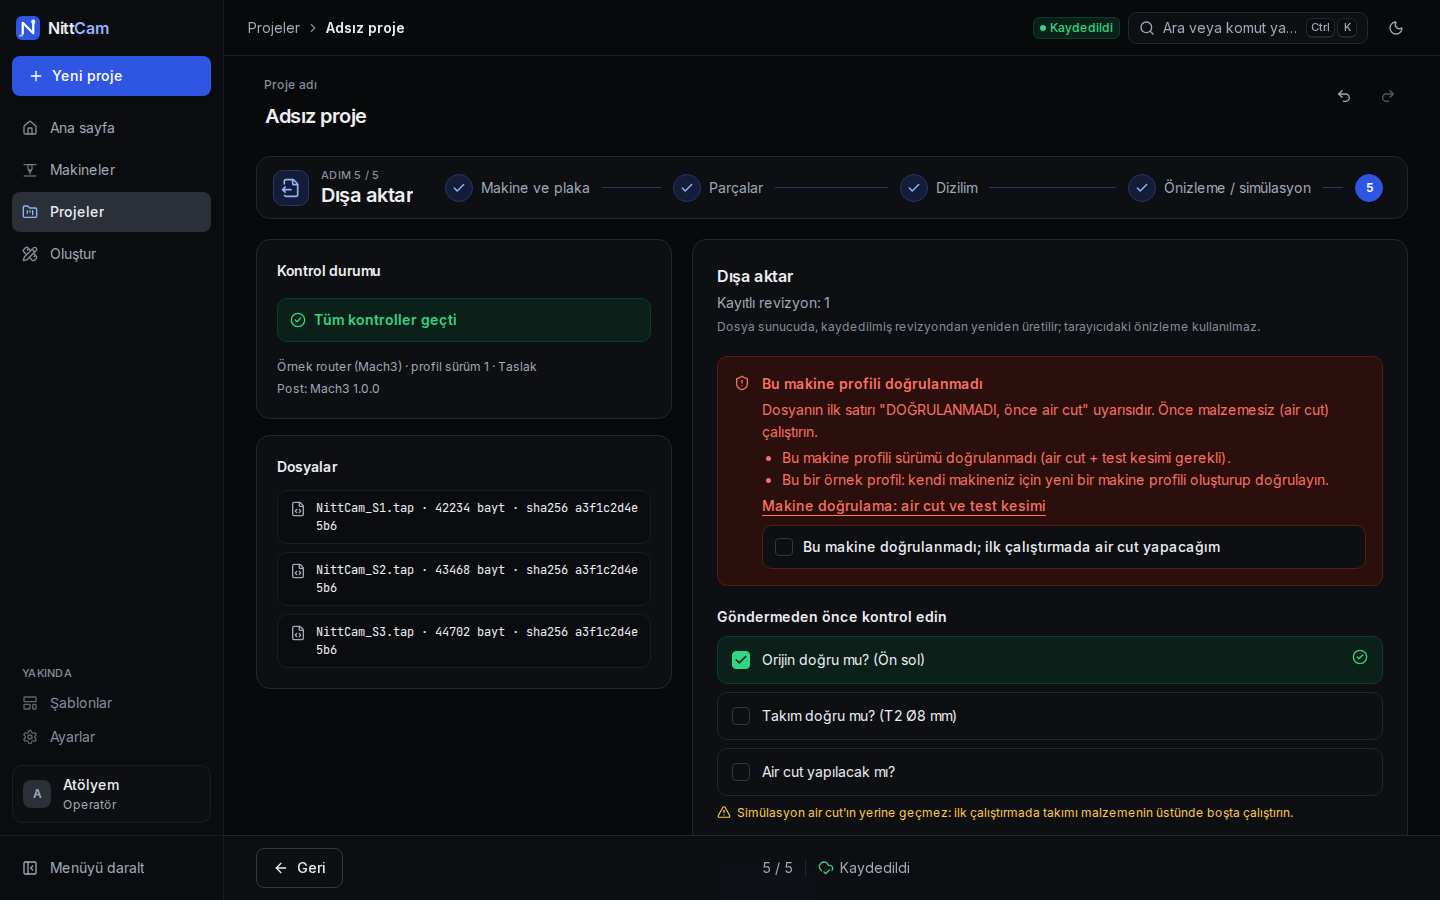 NittCam
Yeni proje
Ana sayfa
Makineler
Projeler
Oluştur
YAKINDA
Şablonlar
Ayarlar
A
Atölyem
Operatör
Menüyü daralt
Projeler > Adsız proje
Kaydedildi
Ara veya komut ya... Ctrl K
Proje adı
Adsız proje
ADIM 5 / 5
Dışa aktar
Makine ve plaka
Parçalar
Dizilim
Önizleme / simülasyon
5
Kontrol durumu
Tüm kontroller geçti
Örnek router (Mach3) · profil sürüm 1 · Taslak
Post: Mach3 1.0.0
Dosyalar
NittCam_S1.tap · 42234 bayt · sha256 a3f1c2d4e
5b6
NittCam_S2.tap · 43468 bayt · sha256 a3f1c2d4e
5b6
NittCam_S3.tap · 44702 bayt · sha256 a3f1c2d4e
5b6
Dışa aktar
Kayıtlı revizyon: 1
Dosya sunucuda, kaydedilmiş revizyondan yeniden üretilir; tarayıcıdaki önizleme kullanılmaz.
Bu makine profili doğrulanmadı
Dosyanın ilk satırı "DOĞRULANMADI, önce air cut" uyarısıdır. Önce malzemesiz (air cut)
çalıştırın.
• Bu makine profili sürümü doğrulanmadı (air cut + test kesimi gerekli).
• Bu bir örnek profil: kendi makineniz için yeni bir makine profili oluşturup doğrulayın.
Makine doğrulama: air cut ve test kesimi
Bu makine doğrulanmadı; ilk çalıştırmada air cut yapacağım
Göndermeden önce kontrol edin
Orijin doğru mu? (Ön sol)
Takım doğru mu? (T2 Ø8 mm)
Air cut yapılacak mı?
Simülasyon air cut'ın yerine geçmez: ilk çalıştırmada takımı malzemenin üstünde boşta çalıştırın.
Geri
5 / 5
Kaydedildi